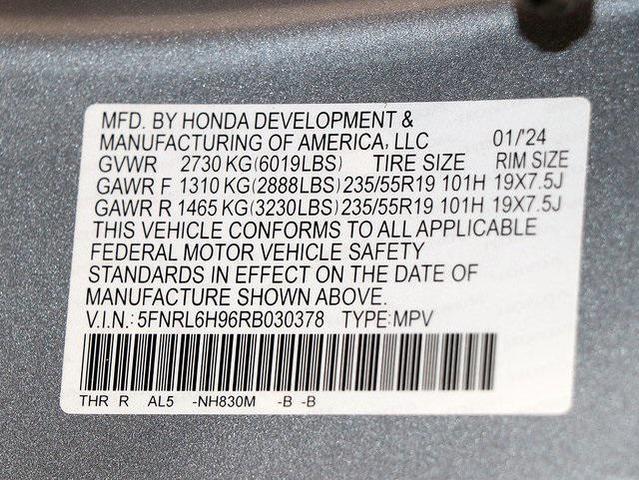 MFD. BY HONDA DEVELOPMENT &
MANUFACTURING OF AMERICA, LLC 01/'24
GVWR 2730 KG(6019LBS) TIRE SIZE RIM SIZE
GAWR F 1310 KG(2888LBS) 235/55R19 101H 19X7.5J
GAWR R 1465 KG(3230LBS) 235/55R19 101H 19X7.5J
THIS VEHICLE CONFORMS TO ALL APPLICABLE
FEDERAL MOTOR VEHICLE SAFETY
STANDARDS IN EFFECT ON THE DATE OF
MANUFACTURE SHOWN ABOVE.
V.I.N.: 5FNRL6H96RB030378 TYPE:MPV
THR R AL5 -NH830M -B -B